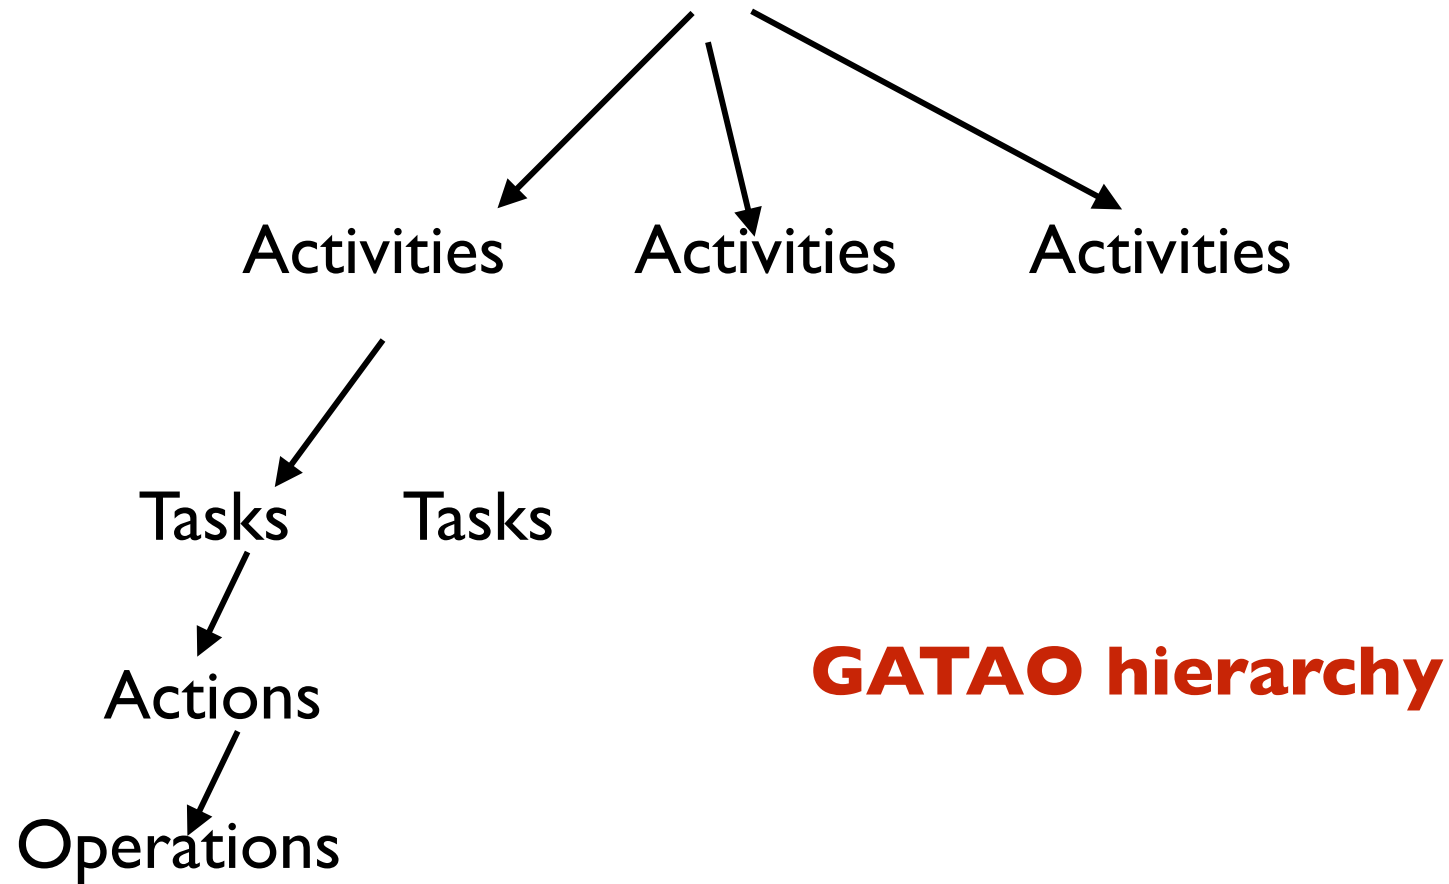 Activities Activities Activities
Tasks Tasks
GATAO hierarchy
Actions
Operations